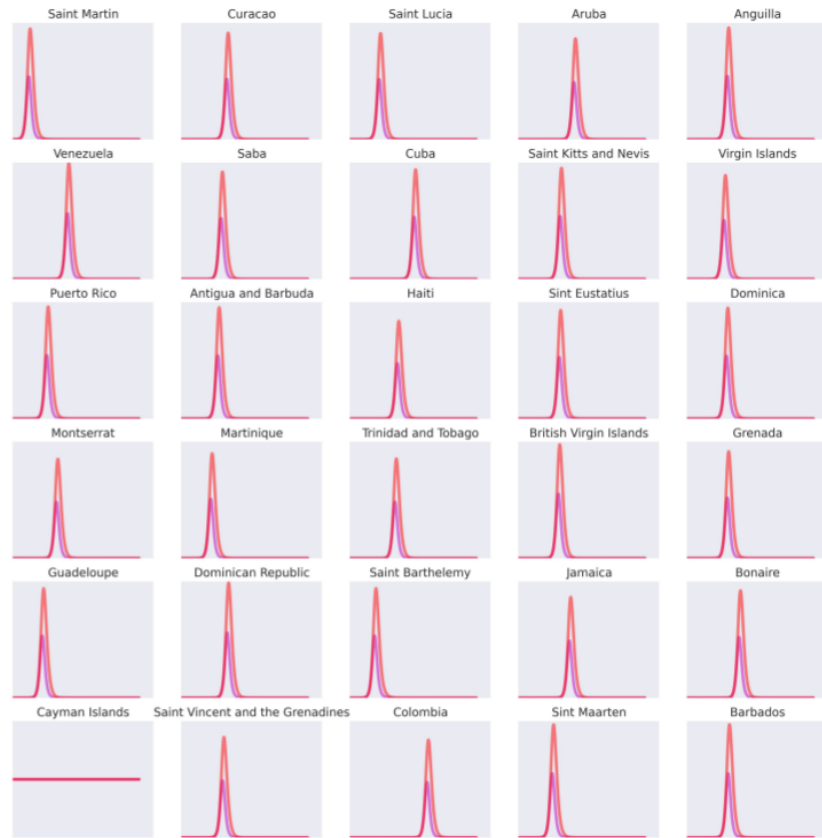 Saint Martin
Curacao
Saint Lucia
Aruba
Anguilla
Venezuela
Saba
Cuba
Saint Kitts and Nevis
Virgin Islands
Puerto Rico
Antigua and Barbuda
Haiti
Sint Eustatius
Dominica
Montserrat
Martinique
Trinidad and Tobago
British Virgin Islands
Grenada
Guadeloupe
Dominican Republic
Saint Barthelemy
Jamaica
Bonaire
Cayman Islands
Saint Vincent and the Grenadines
Colombia
Sint Maarten
Barbados